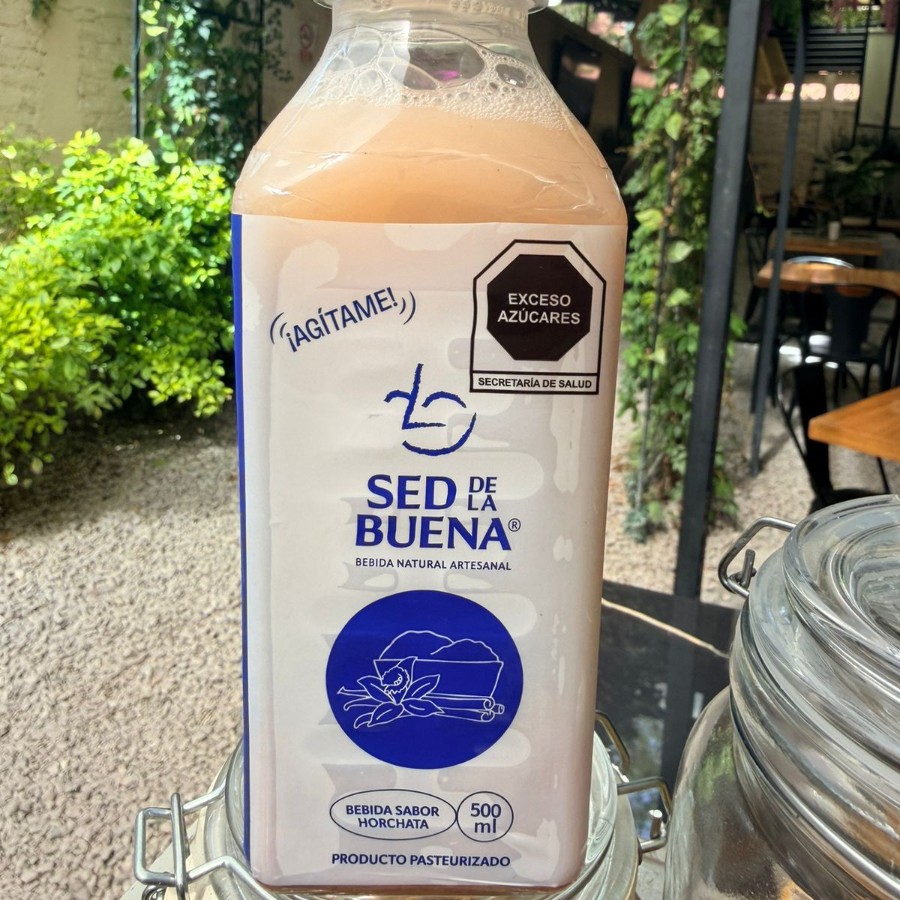 ¡AGÍTAME!
EXCESO
AZÚCARES
SECRETARÍA DE SALUD
SED DE LA
BUENA®
BEBIDA NATURAL ARTESANAL
BEBIDA SABOR
HORCHATA
500
ml
PRODUCTO PASTEURIZADO